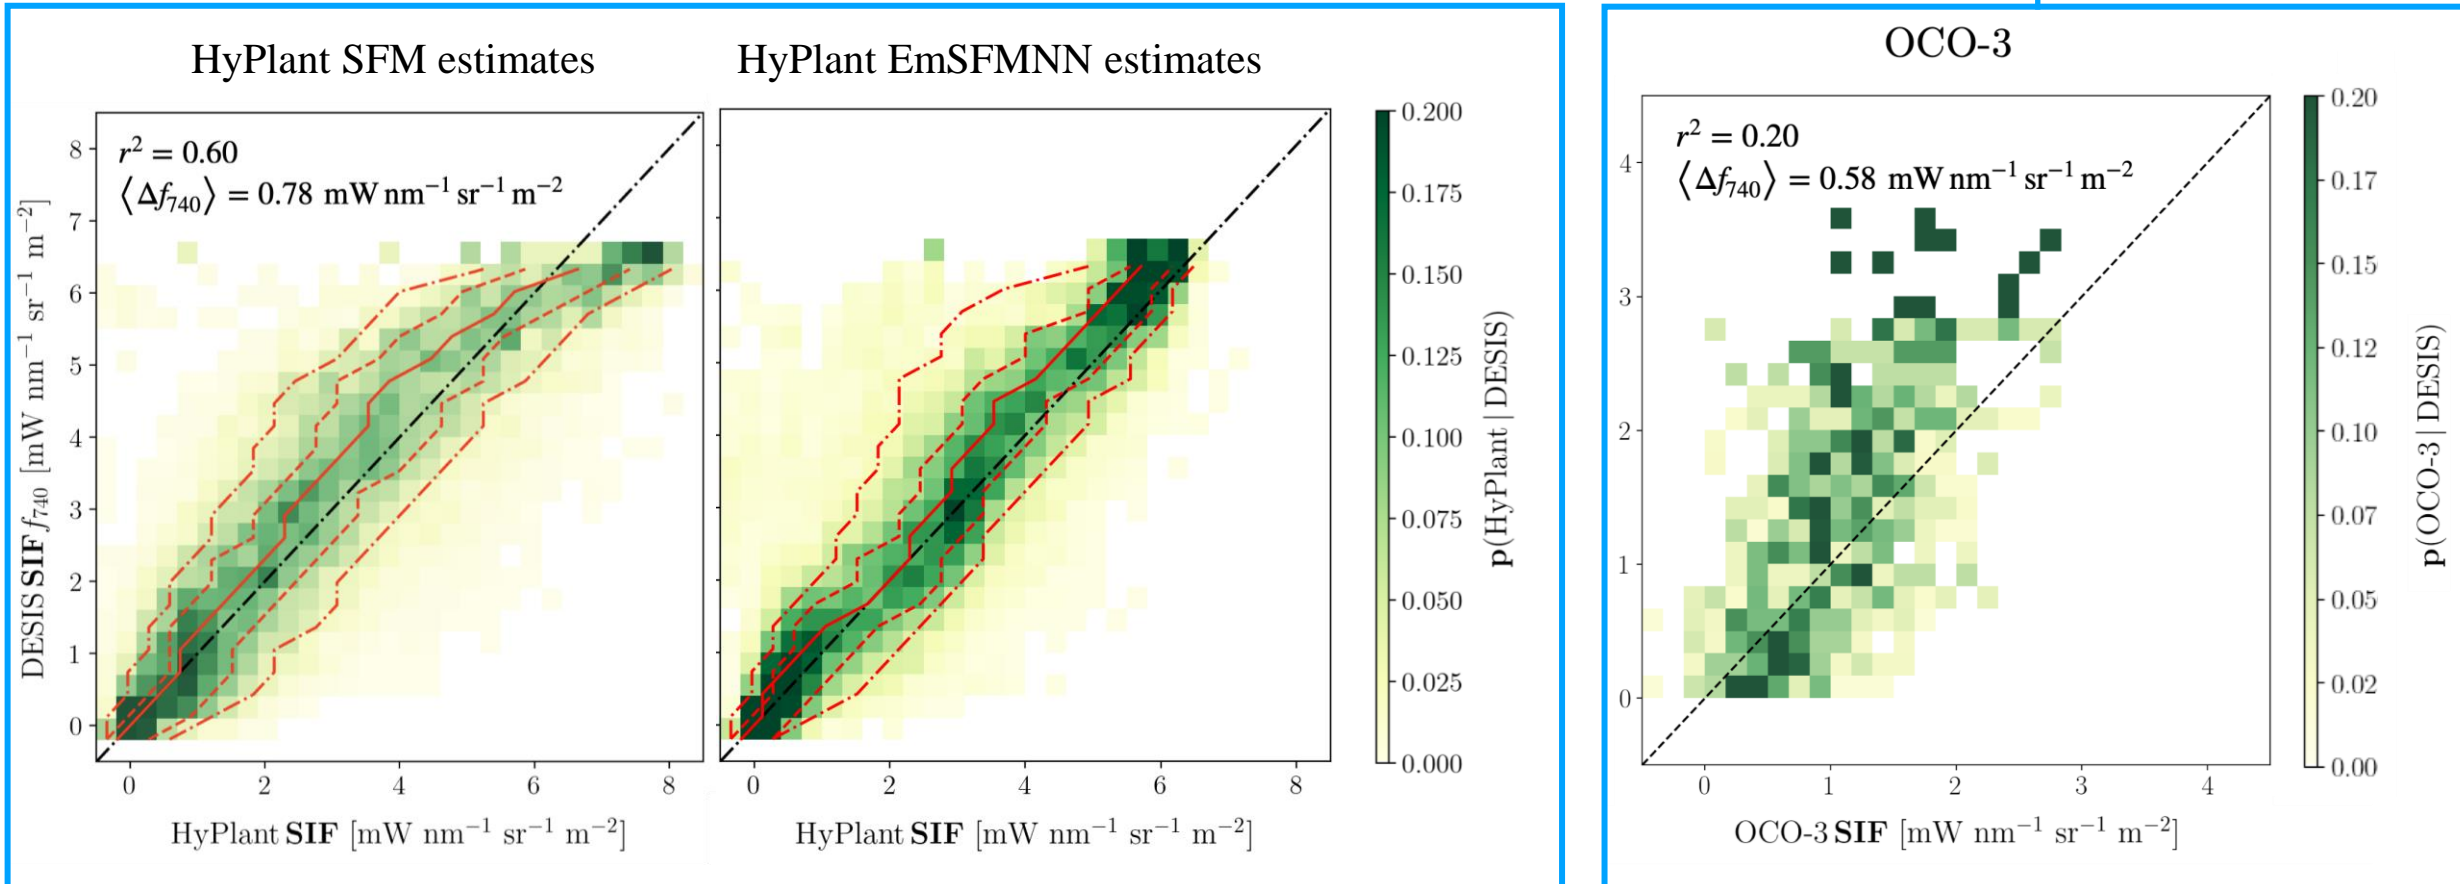 HyPlant SFM estimates
HyPlant EmSFMNN estimates
r² = 0.60
⟨Δf₇₄₀⟩ = 0.78 mW nm⁻¹ sr⁻¹ m⁻²
8
7
6
5
4
3
2
1
0
DESIS SIF f₇₄₀ [mW nm⁻¹ sr⁻¹ m⁻²]
0 2 4 6 8
HyPlant SIF [mW nm⁻¹ sr⁻¹ m⁻²]
0 2 4 6 8
HyPlant SIF [mW nm⁻¹ sr⁻¹ m⁻²]
0.200
0.175
0.150
0.125
0.100
0.075
0.050
0.025
0.000
p(HyPlant | DESIS)
OCO-3
r² = 0.20
⟨Δf₇₄₀⟩ = 0.58 mW nm⁻¹ sr⁻¹ m⁻²
4
3
2
1
0
0 1 2 3 4
OCO-3 SIF [mW nm⁻¹ sr⁻¹ m⁻²]
0.20
0.17
0.15
0.12
0.10
0.07
0.05
0.02
0.00
p(OCO-3 | DESIS)